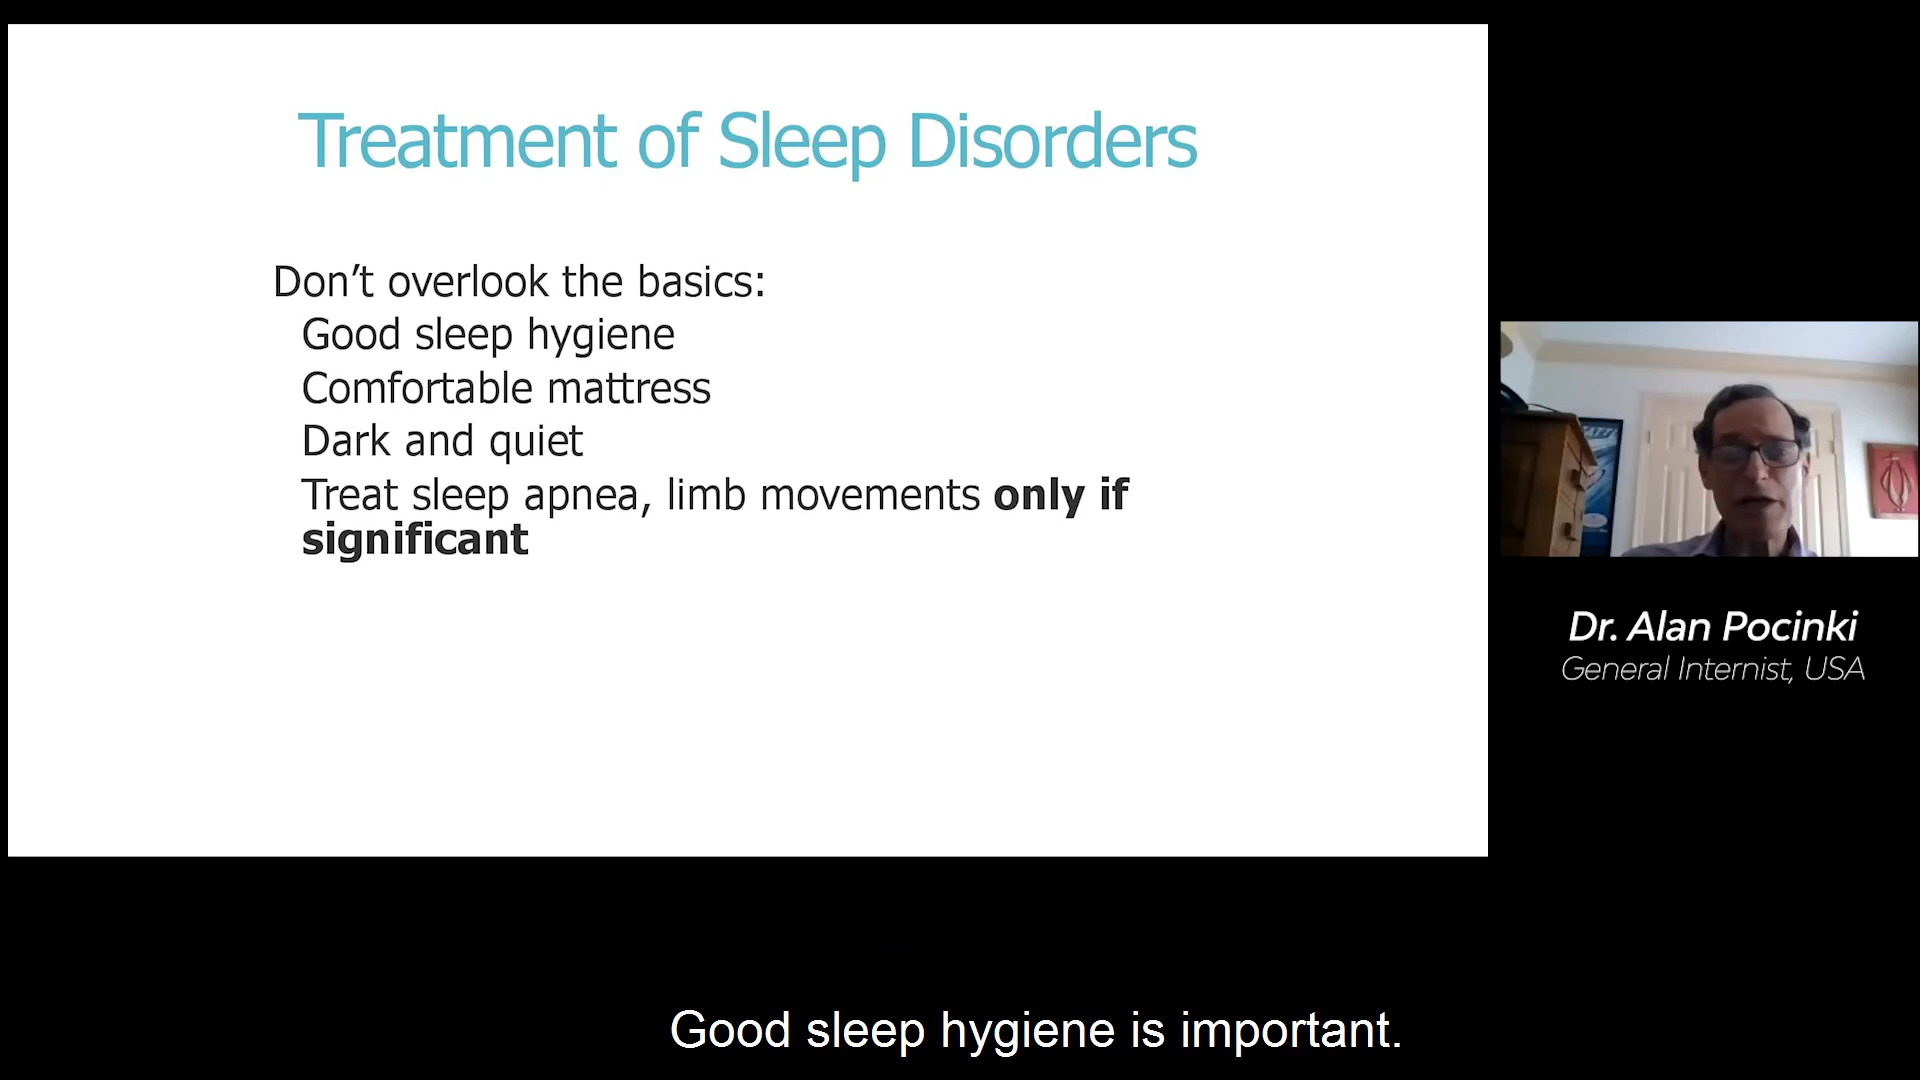 Treatment of Sleep Disorders
Don’t overlook the basics:
Good sleep hygiene
Comfortable mattress
Dark and quiet
Treat sleep apnea, limb movements only if
significant
Dr. Alan Pocinki
General Internist, USA
Good sleep hygiene is important.